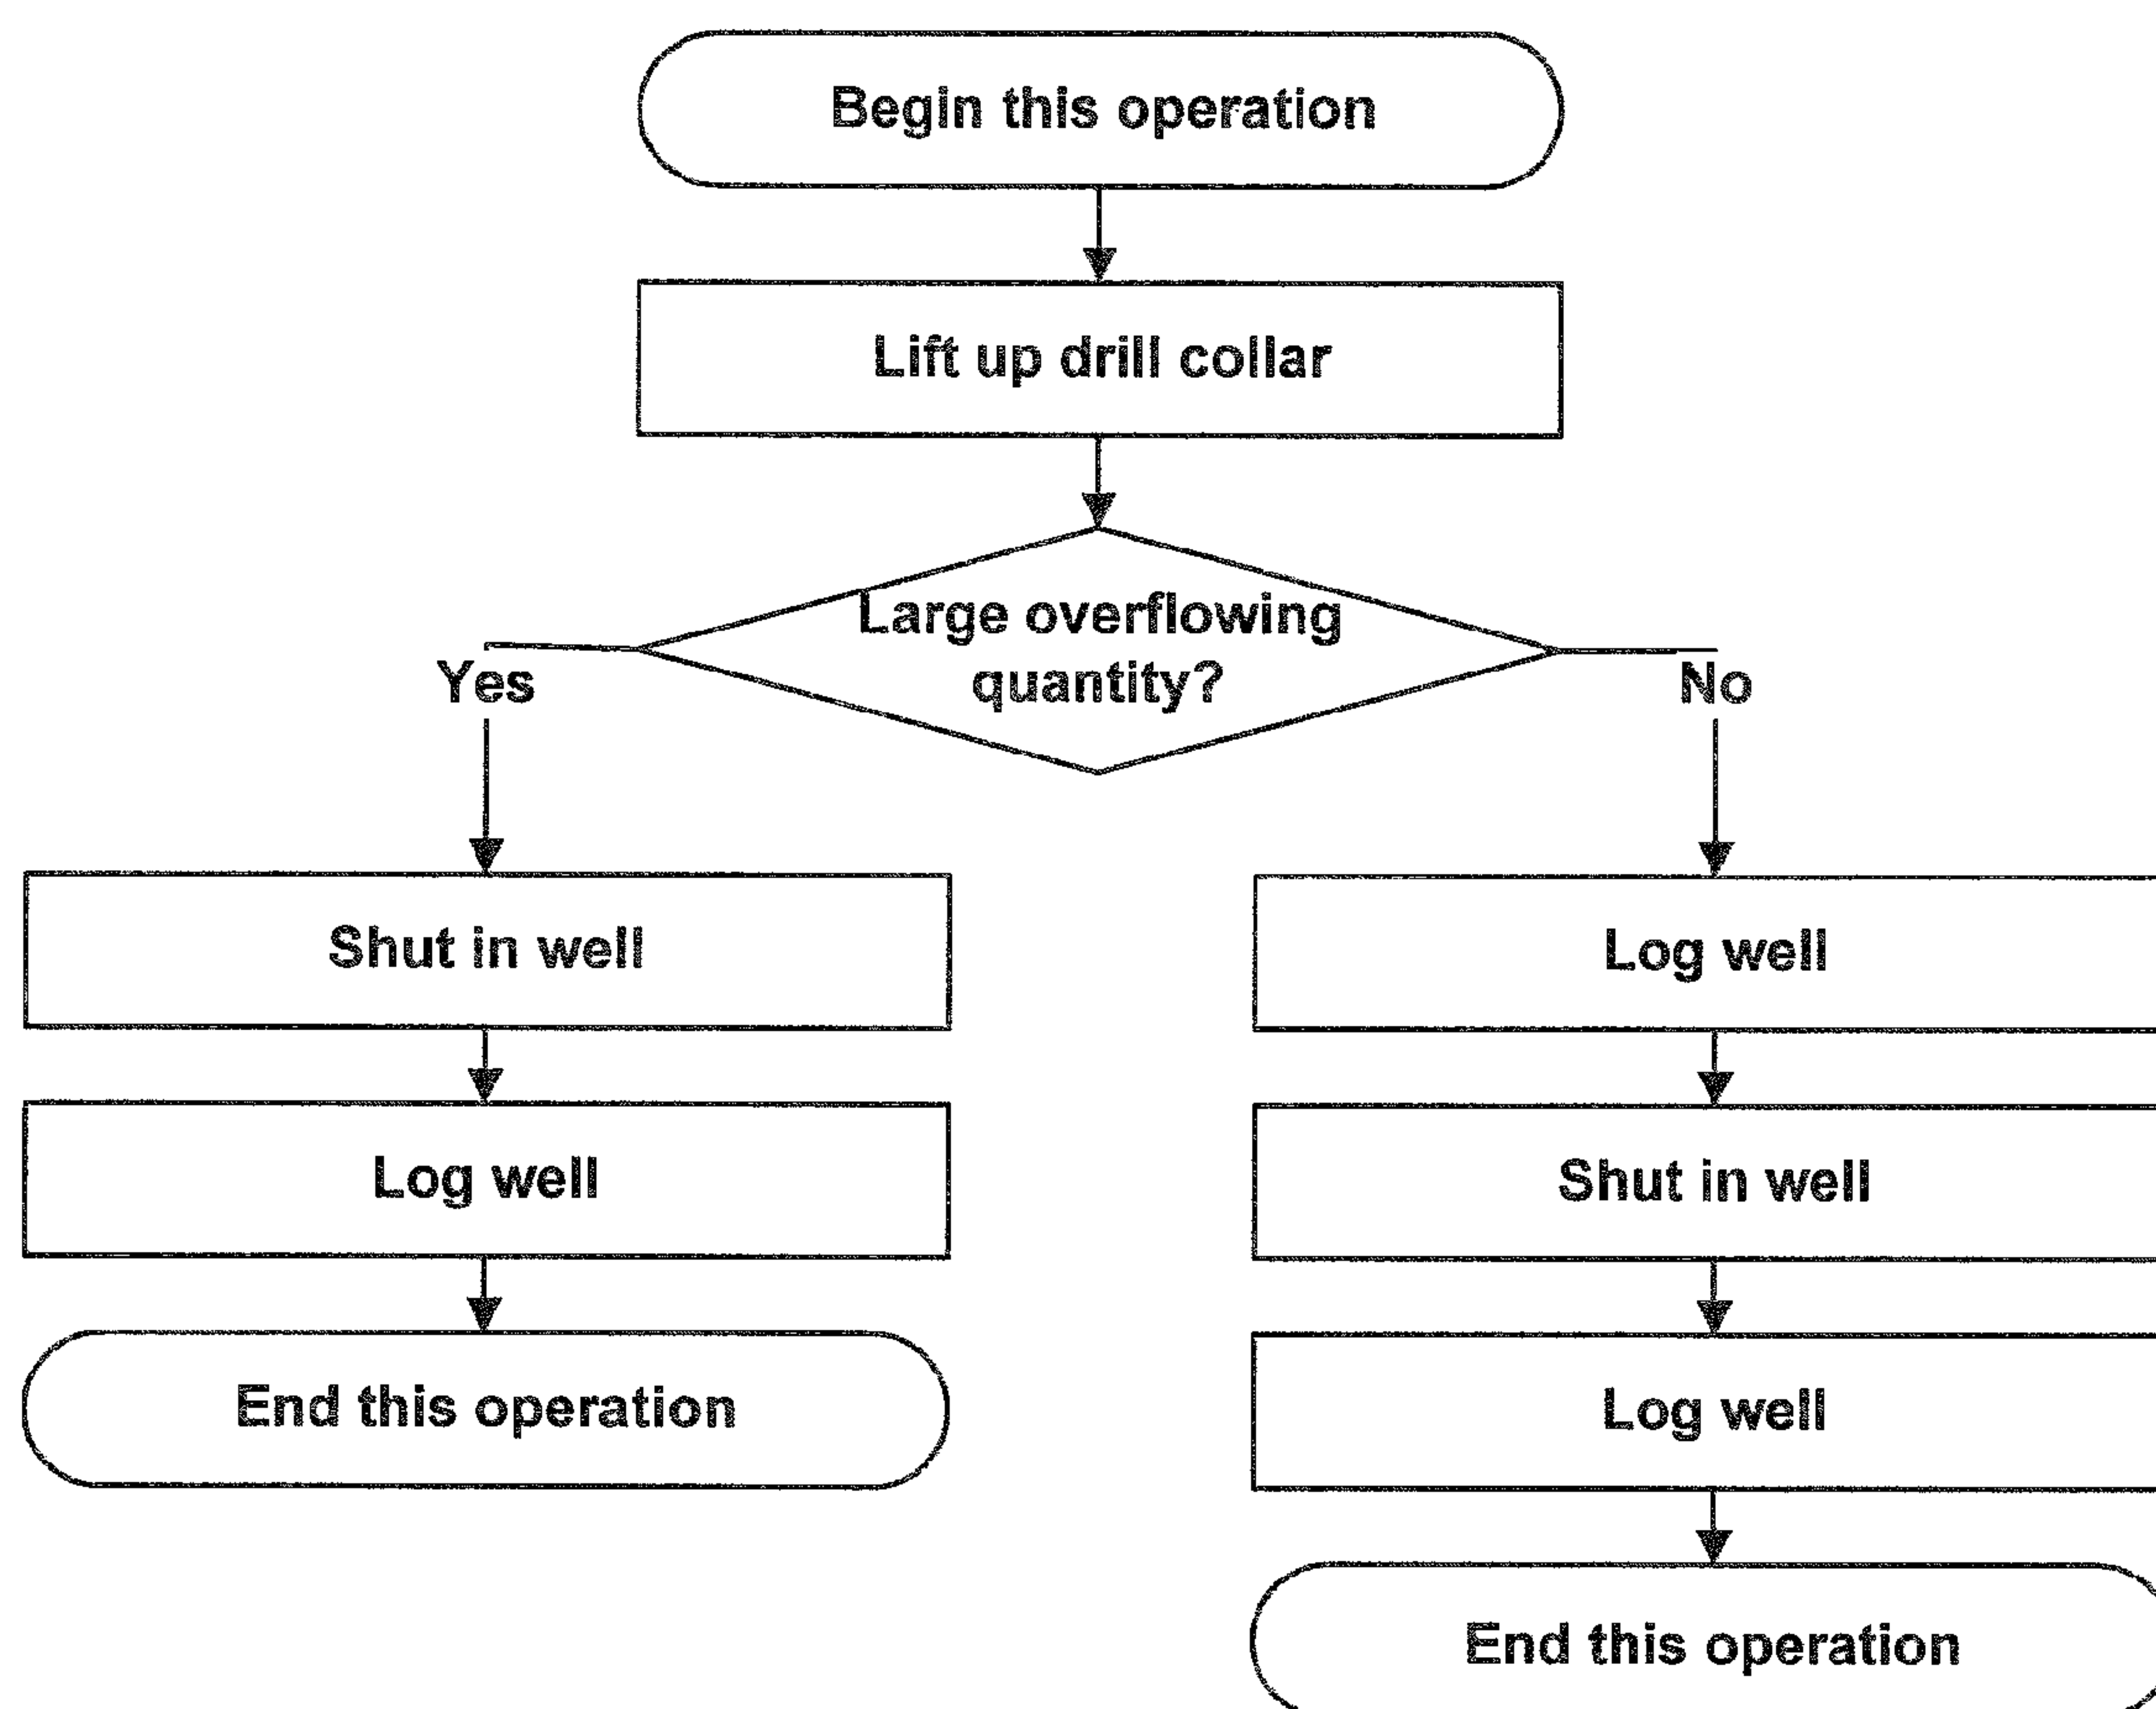 Begin this operation
Lift up drill collar
Large overflowing
quantity?
Yes
No
Shut in well
Log well
End this operation
Log well
Shut in well
Log well
End this operation